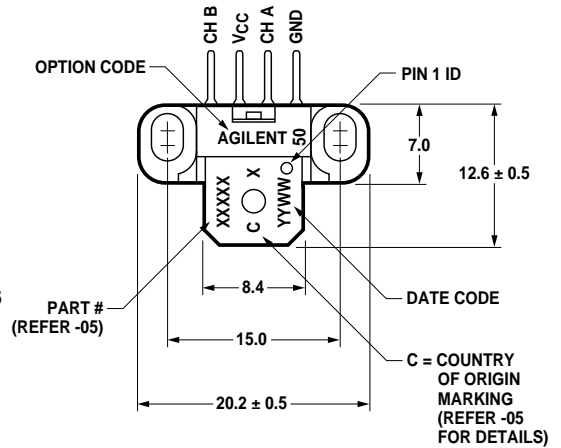 CH B
VCC
CH A
GND
OPTION CODE
PIN 1 ID
AGILENT
50
7.0
12.6 ± 0.5
XXXXX
X
C
YYWW
8.4
PART #
(REFER -05)
DATE CODE
15.0
C = COUNTRY
OF ORIGIN
MARKING
(REFER -05
FOR DETAILS)
20.2 ± 0.5